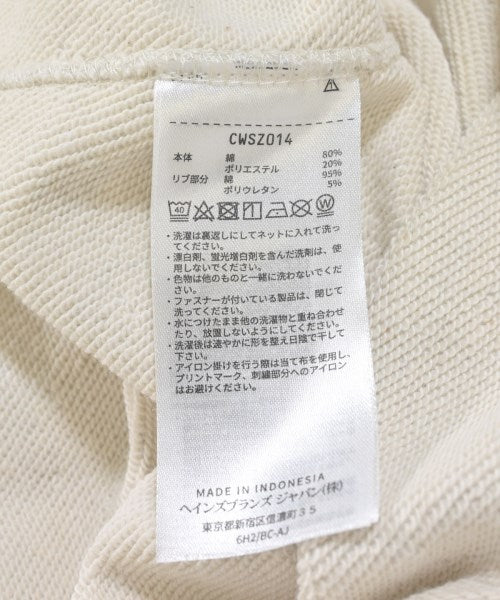 CWSZ014
本体 綿 80%
ポリエステル 20%
リブ部分 綿 95%
ポリウレタン 5%
40
W
・洗濯は裏返しにしてネットに入れて洗っ
てください。
・漂白剤、蛍光増白剤を含んだ洗剤は、使
用しないでください。
・色物は他のものと一緒に洗わないでくだ
さい。
・ファスナーが付いている製品は、閉じて
洗ってください。
・水につけたまま他の洗濯物と重ね合わせ
たり、放置しないようにしてください。
・洗濯後は速やかに形を整え日陰で干して
下さい。
・アイロン掛けを行う際は当て布を使用し、
プリントマーク、刺繍部分へのアイロン
はお避けください。
MADE IN INDONESIA
ヘインズブランズ ジャパン(株)
東京都新宿区信濃町35
6H2/BC-AJ